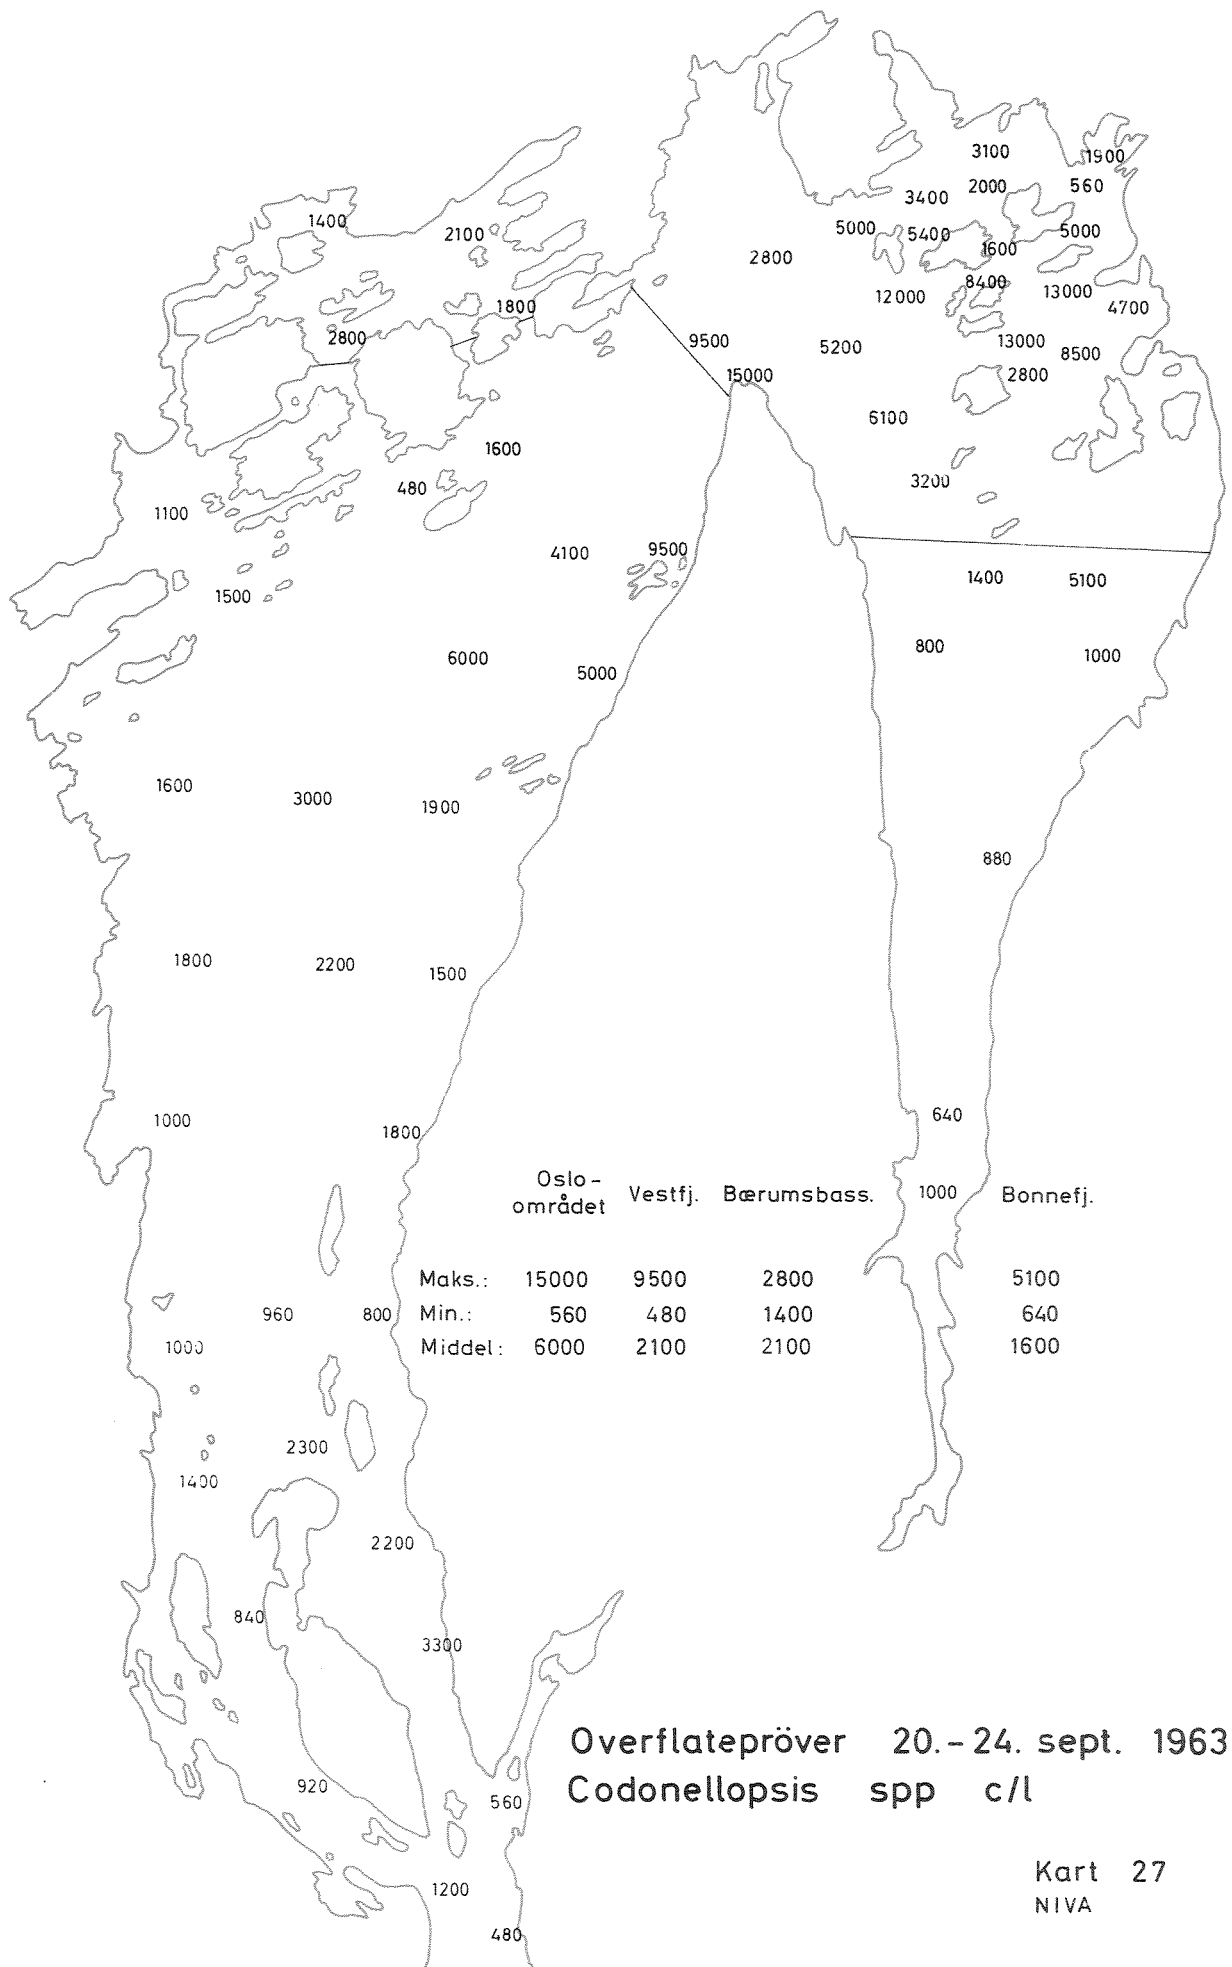 3100
1900
3400 2000 560
1400
2100
5000 5400 5000
1600
2800
8400
12000 13000
1800 4700
2800
9500 5200 13000 8500
15000 2800
6100
1600
480 3200
1100
4100 9500
1400 5100
1500
800 1000
6000 5000
1600 3000 1900
880
1800 2200 1500
1000 1800
640
1000
Oslo-området Vestfj. Bærumsbass. Bonnefj.
Maks.: 15000 9500 2800 5100
Min.: 560 480 1400 640
Middel: 6000 2100 2100 1600
960 800
1000
2300
1400
2200
840
3300
Overflatepröver 20.-24. sept. 1963
Codonellopsis spp c/l
920
560
Kart 27
NIVA
1200
480